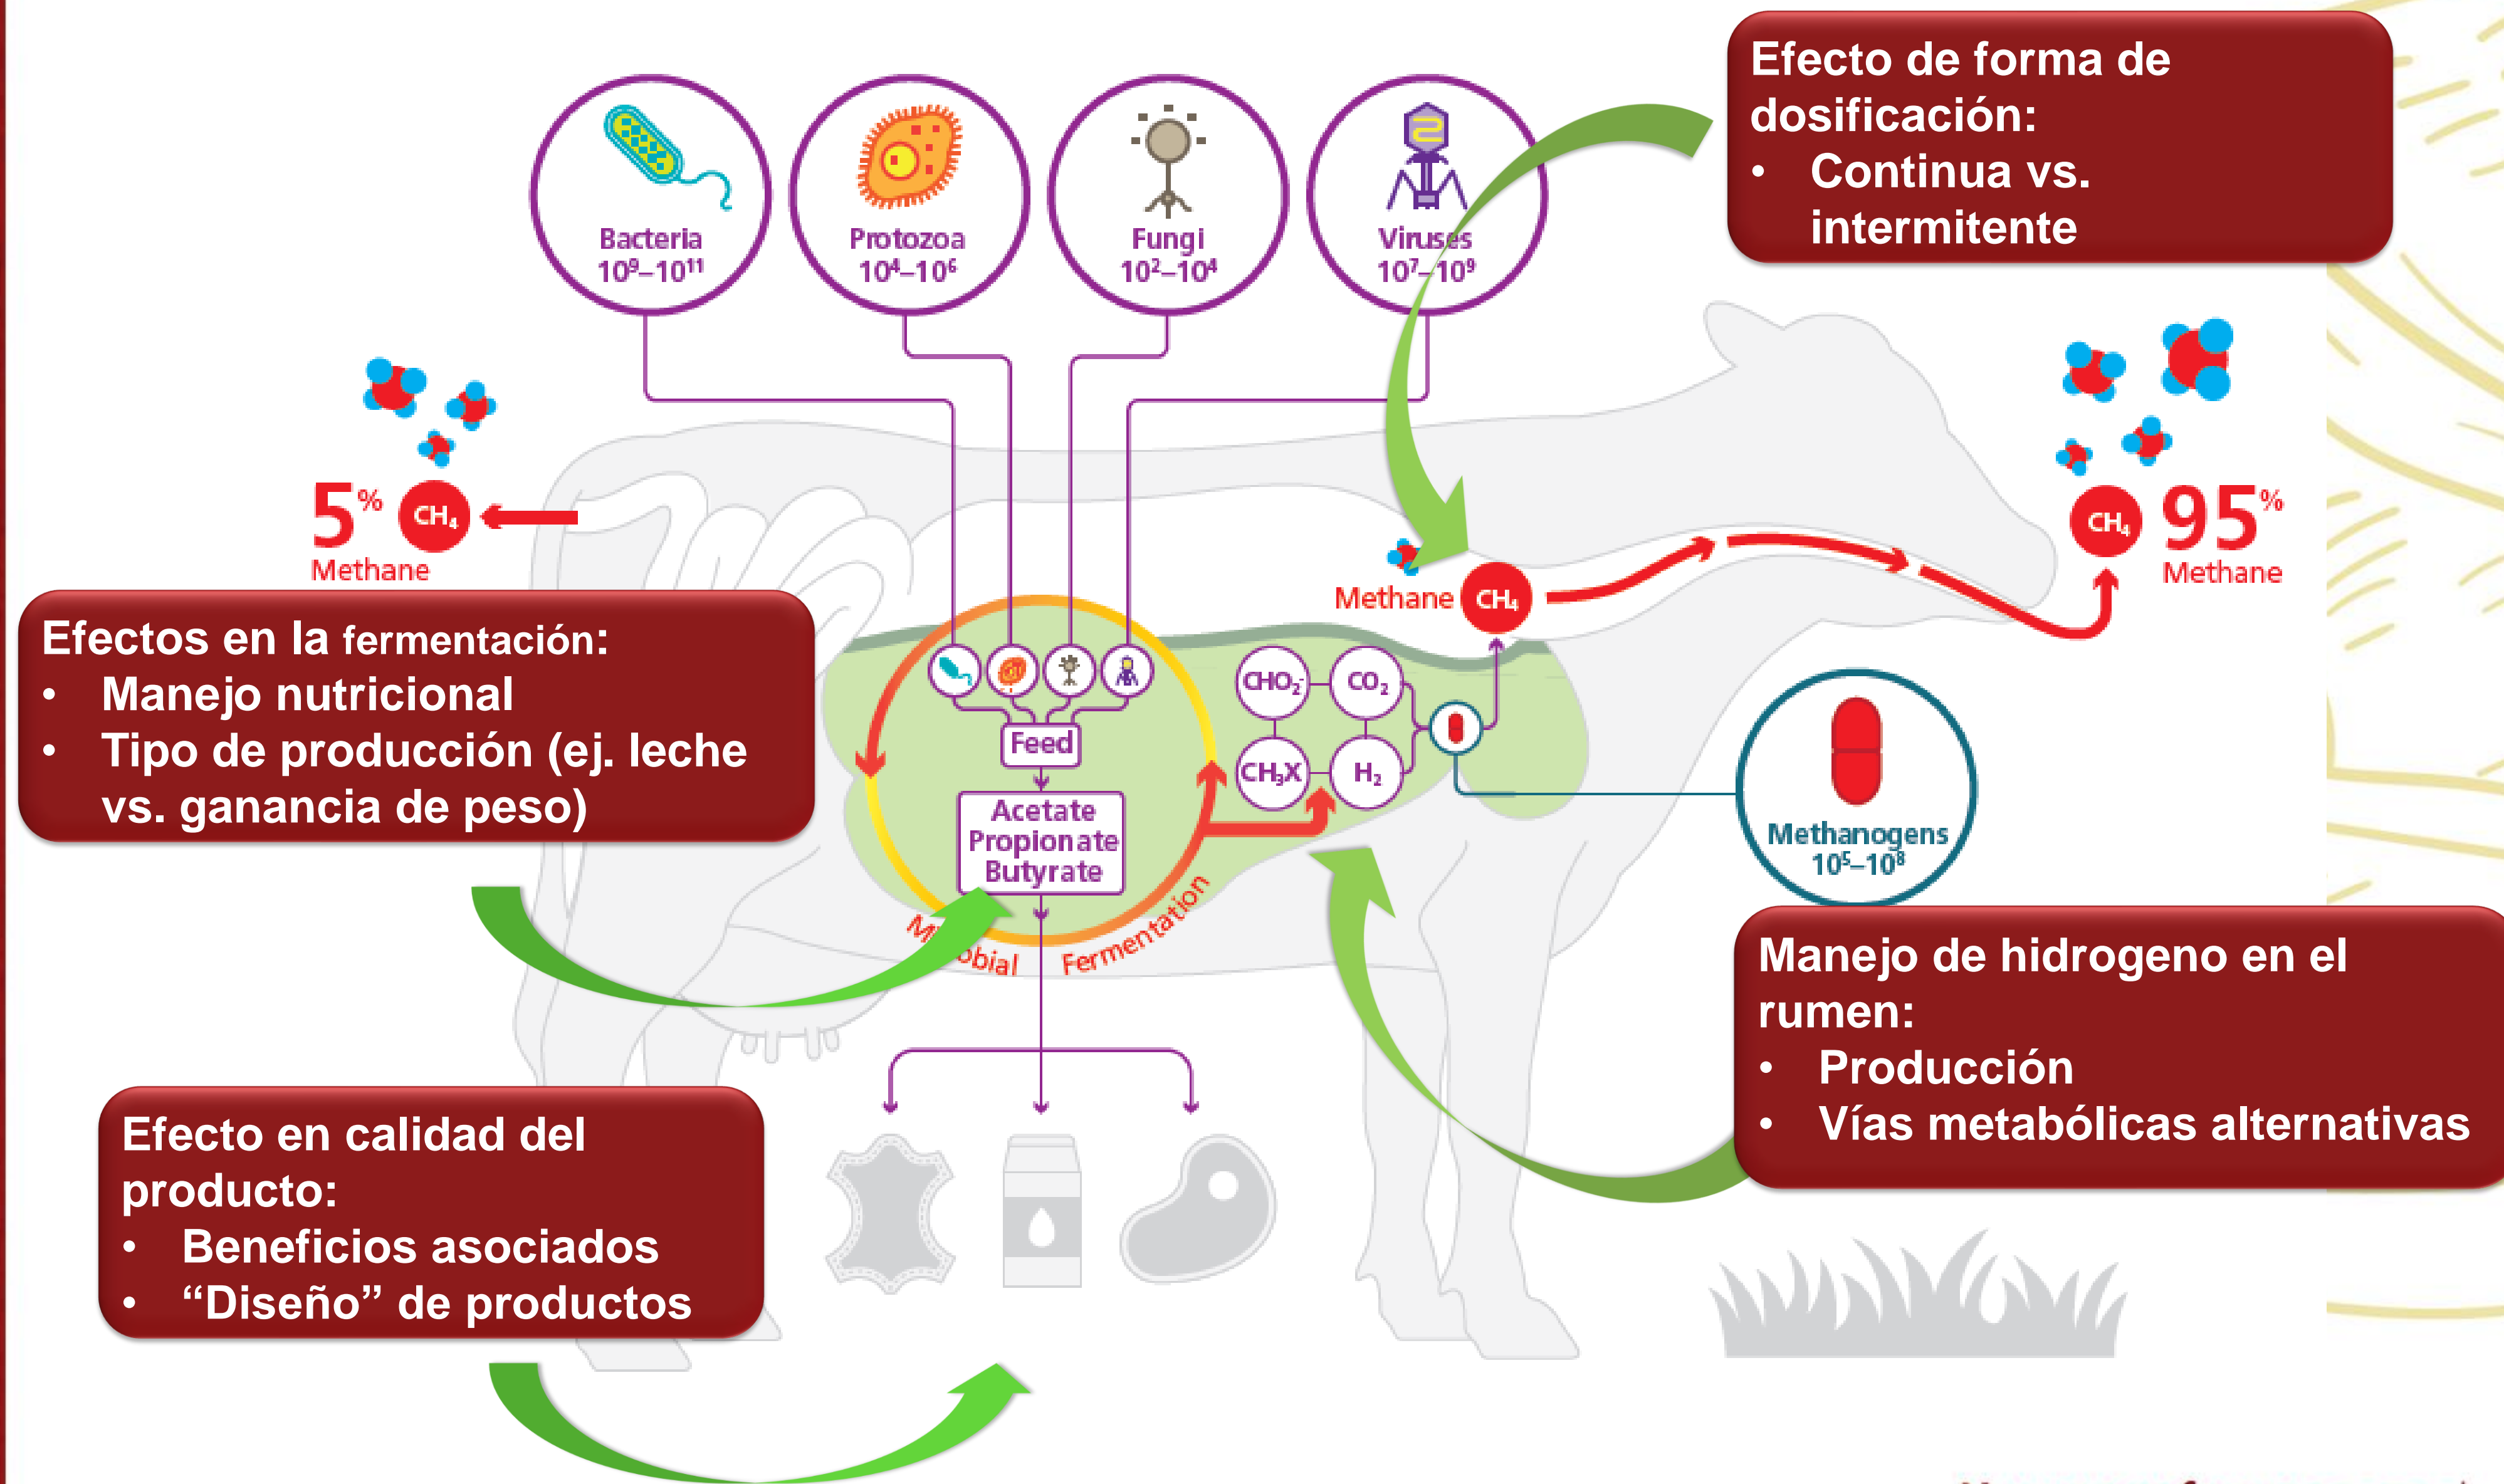 Efecto de forma de
dosificación:
• Continua vs.
intermitente
Bacteria
10⁹–10¹¹
Protozoa
10⁴–10⁶
Fungi
10²–10⁴
Viruses
10⁷–10⁹
5%
CH₄
Methane
CH₄
95%
Methane
Methane
CH₄
Efectos en la fermentación:
• Manejo nutricional
• Tipo de producción (ej. leche
vs. ganancia de peso)
Feed
Acetate
Propionate
Butyrate
CHO₂⁻
CO₂
CH₃X
H₂
Fermentation
Methanogens
10⁵–10⁸
Manejo de hidrogeno en el
rumen:
• Producción
• Vías metabólicas alternativas
Efecto en calidad del
producto:
• Beneficios asociados
• “Diseño” de productos